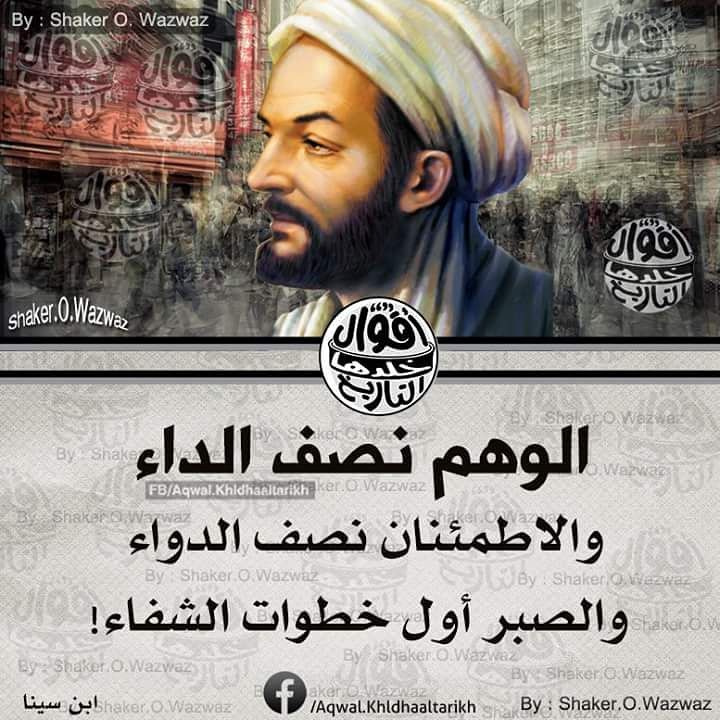 By : Shaker O. Wazwaz
Shaker.O.Wazwaz
أقوال
خلدها
التاريخ
الوهم نصف الداء
FB/Aqwal.Khldhaaltarikh
والاطمئنان نصف الدواء
والصبر أول خطوات الشفاء!
ابن سينا
/Aqwal.Khldhaaltarikh
By : Shaker.O.Wazwaz